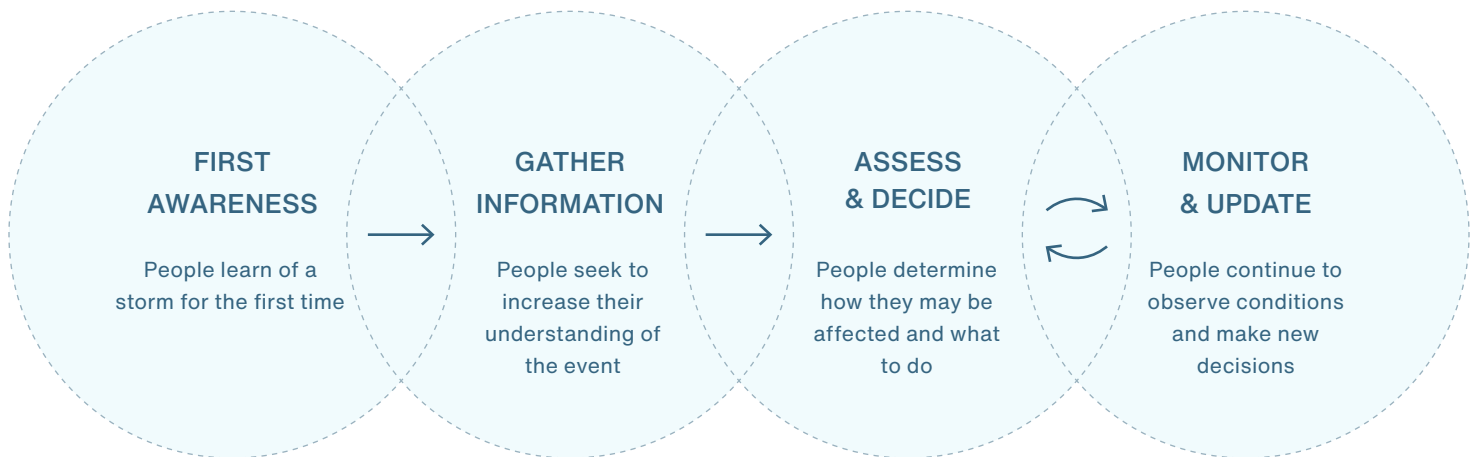 FIRST
AWARENESS
People learn of a
storm for the first time
GATHER
INFORMATION
People seek to
increase their
understanding of
the event
ASSESS
& DECIDE
People determine
how they may be
affected and what
to do
MONITOR
& UPDATE
People continue to
observe conditions
and make new
decisions